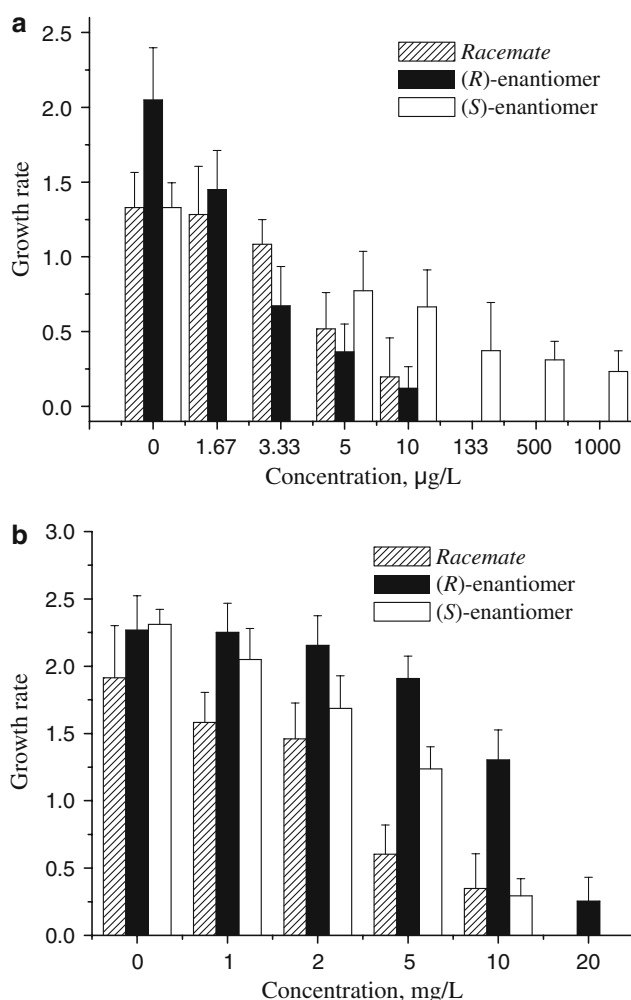 a
2.5
2.0
1.5
1.0
0.5
0.0
Growth rate
Racemate
(R)-enantiomer
(S)-enantiomer
0 1.67 3.33 5 10 133 500 1000
Concentration, µg/L
b
3.0
2.5
2.0
1.5
1.0
0.5
0.0
Growth rate
Racemate
(R)-enantiomer
(S)-enantiomer
0 1 2 5 10 20
Concentration, mg/L